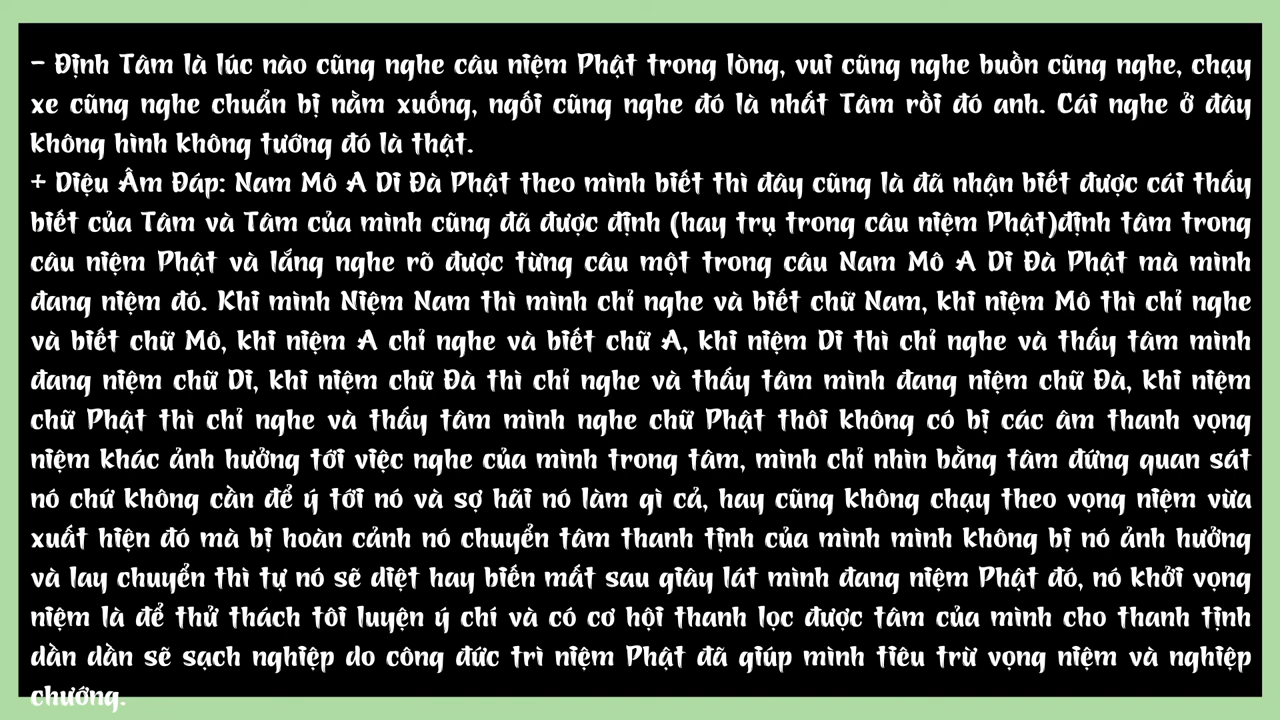 – Định Tâm là lúc nào cũng nghe câu niệm Phật trong lòng, vui cũng nghe buồn cũng nghe, chạy
xe cũng nghe chuẩn bị nằm xuống, ngồi cũng nghe đó là nhất Tâm rồi đó anh. Cái nghe ở đây
không hình không tướng đó là thật.
+ Diệu Âm Đáp: Nam Mô A Di Đà Phật theo mình biết thì đây cũng là đã nhận biết được cái thấy
biết của Tâm và Tâm của mình cũng đã được định (hay trụ trong câu niệm Phật)định tâm trong
câu niệm Phật và lắng nghe rõ được từng câu một trong câu Nam Mô A Di Đà Phật mà mình
đang niệm đó. Khi mình Niệm Nam thì mình chỉ nghe và biết chữ Nam, khi niệm Mô thì chỉ nghe
và biết chữ Mô, khi niệm A chỉ nghe và biết chữ A, khi niệm Di thì chỉ nghe và thấy tâm mình
đang niệm chữ Di, khi niệm chữ Đà thì chỉ nghe và thấy tâm mình đang niệm chữ Đà, khi niệm
chữ Phật thì chỉ nghe và thấy tâm mình nghe chữ Phật thôi không có bị các âm thanh vọng
niệm khác ảnh hưởng tới việc nghe của mình trong tâm, mình chỉ nhìn bằng tâm đứng quan sát
nó chứ không cần để ý tới nó và sợ hãi nó làm gì cả, hay cũng không chạy theo vọng niệm vừa
xuất hiện đó mà bị hoàn cảnh nó chuyển tâm thanh tịnh của mình mình không bị nó ảnh hưởng
và lay chuyển thì tự nó sẽ diệt hay biến mất sau giây lát mình đang niệm Phật đó, nó khởi vọng
niệm là để thử thách tôi luyện ý chí và có cơ hội thanh lọc được tâm của mình cho thanh tịnh
dần dần sẽ sạch nghiệp do công đức trì niệm Phật đã giúp mình tiêu trừ vọng niệm và nghiệp
chướng.